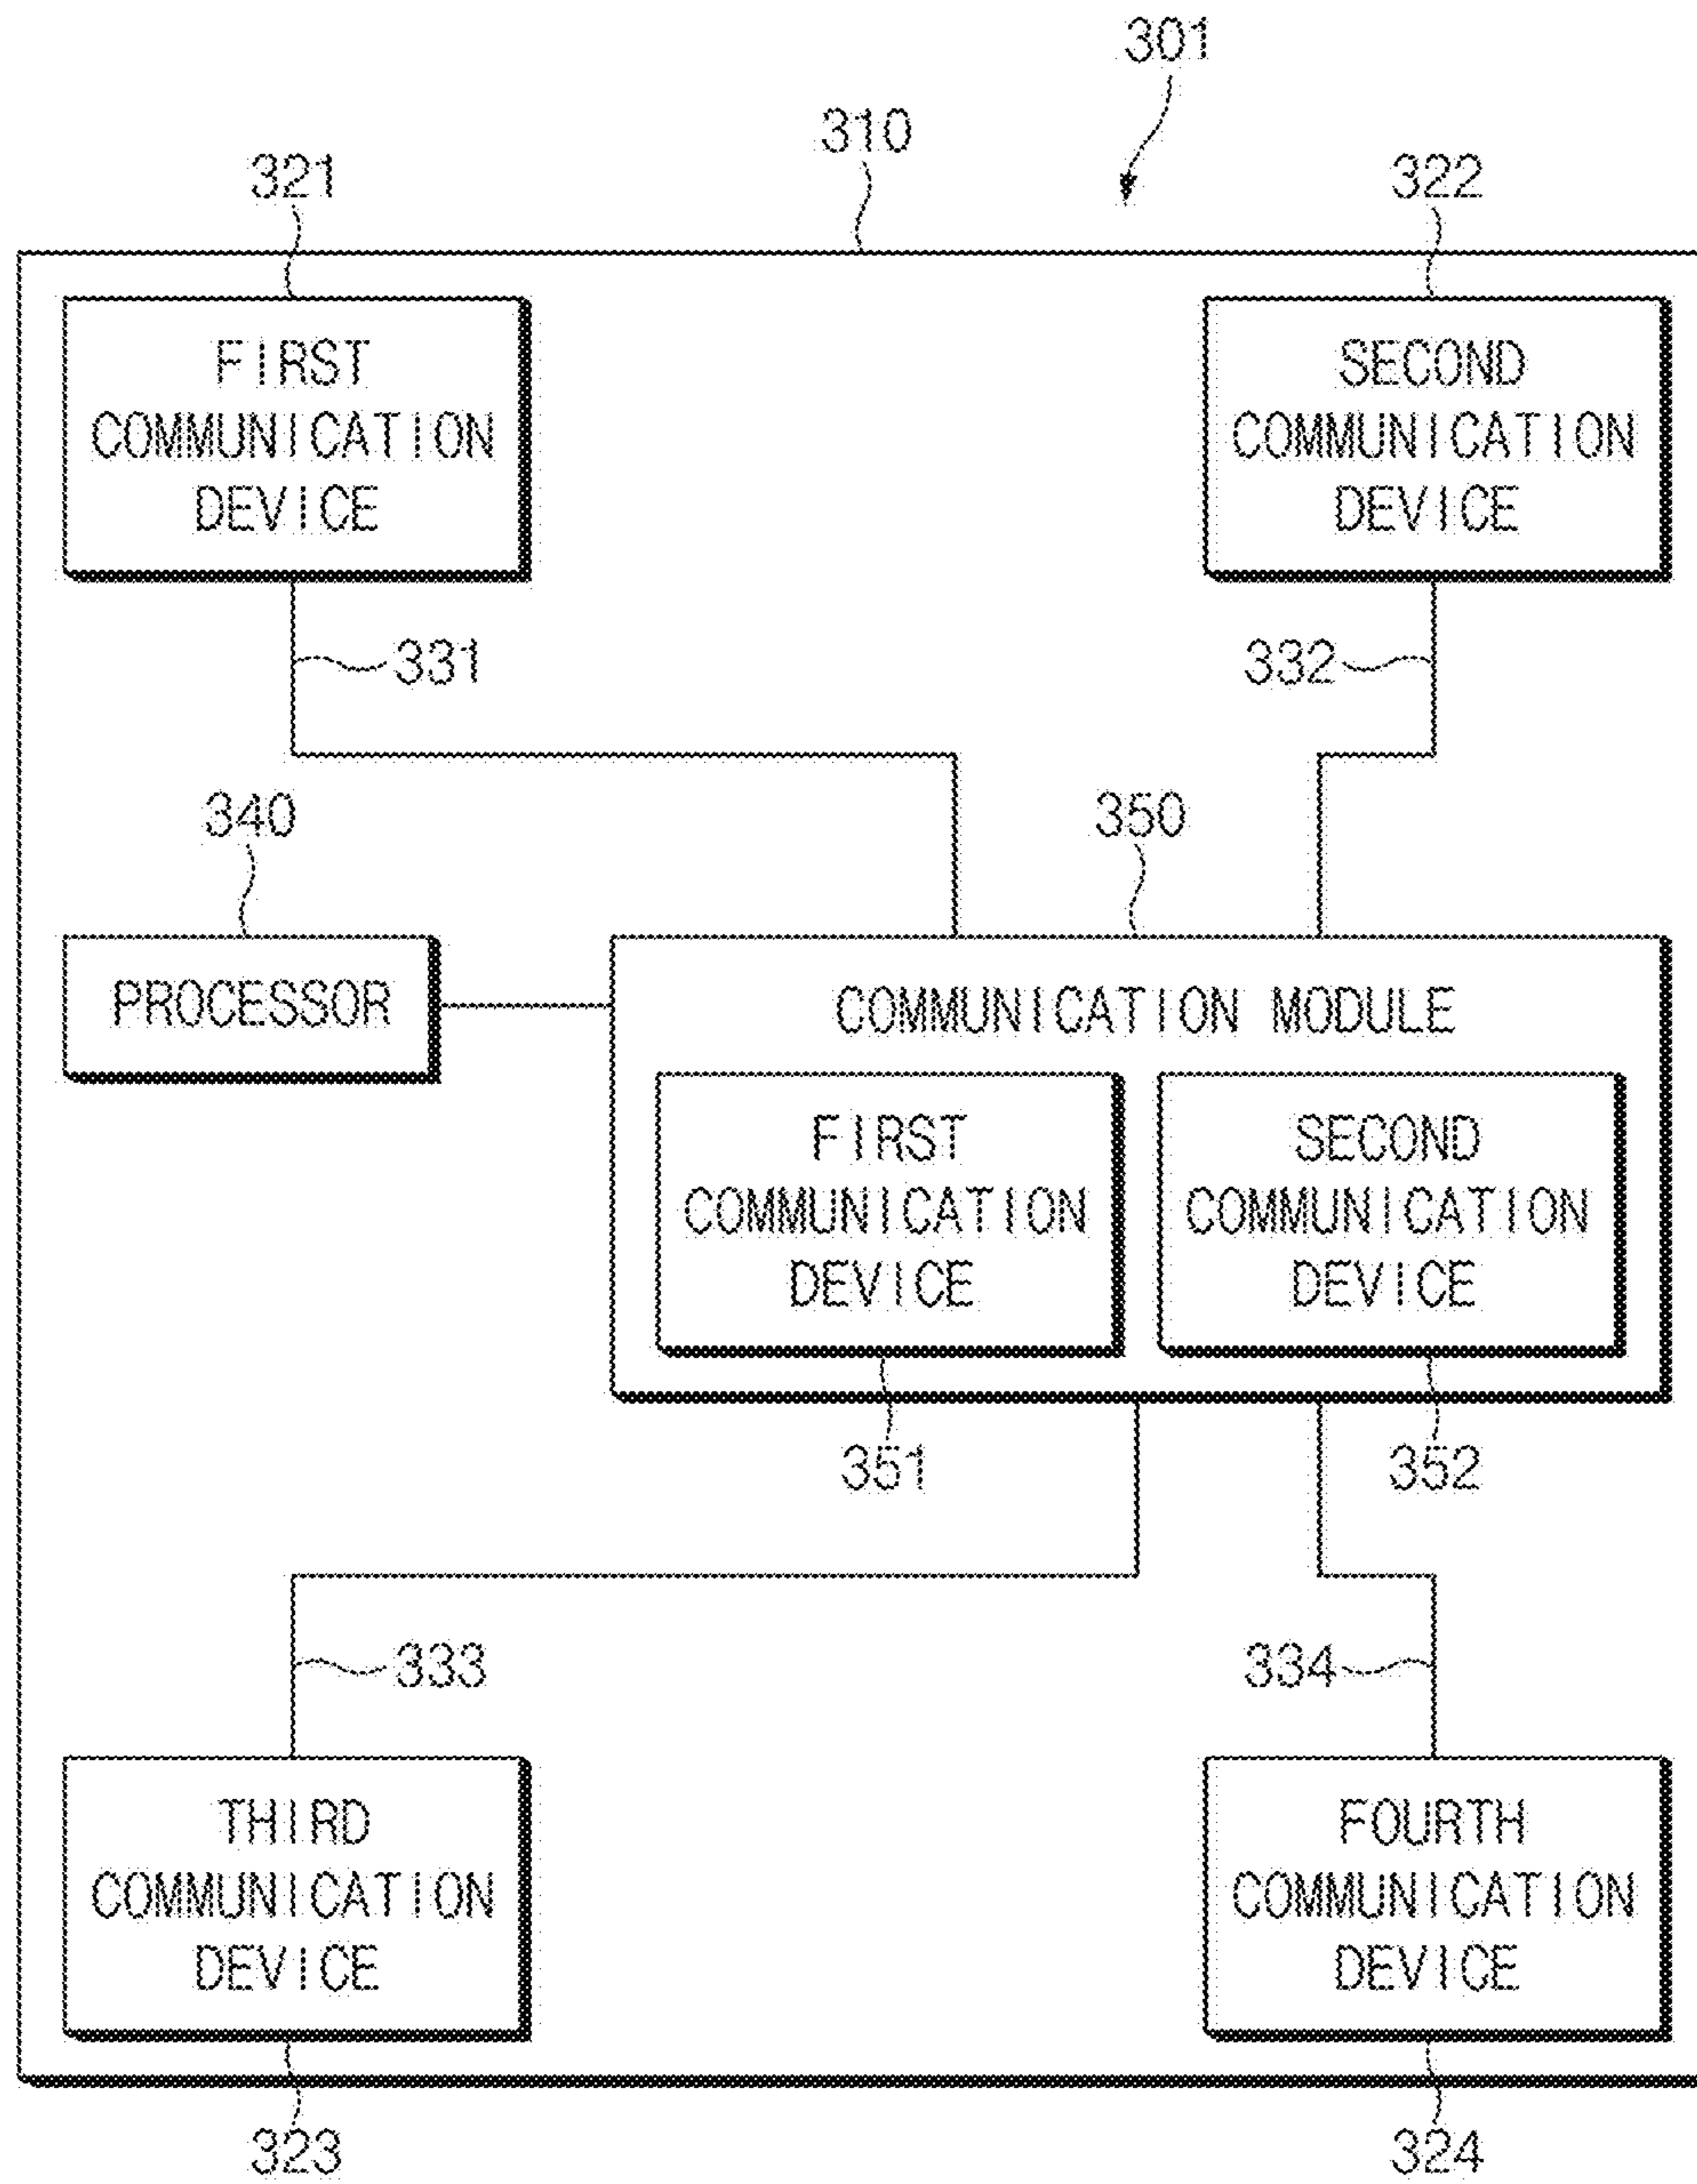 301
310
321
322
FIRST
COMMUNICATION
DEVICE
SECOND
COMMUNICATION
DEVICE
331
332
340
350
PROCESSOR
COMMUNICATION MODULE
FIRST
COMMUNICATION
DEVICE
SECOND
COMMUNICATION
DEVICE
351
352
333
334
THIRD
COMMUNICATION
DEVICE
FOURTH
COMMUNICATION
DEVICE
323
324